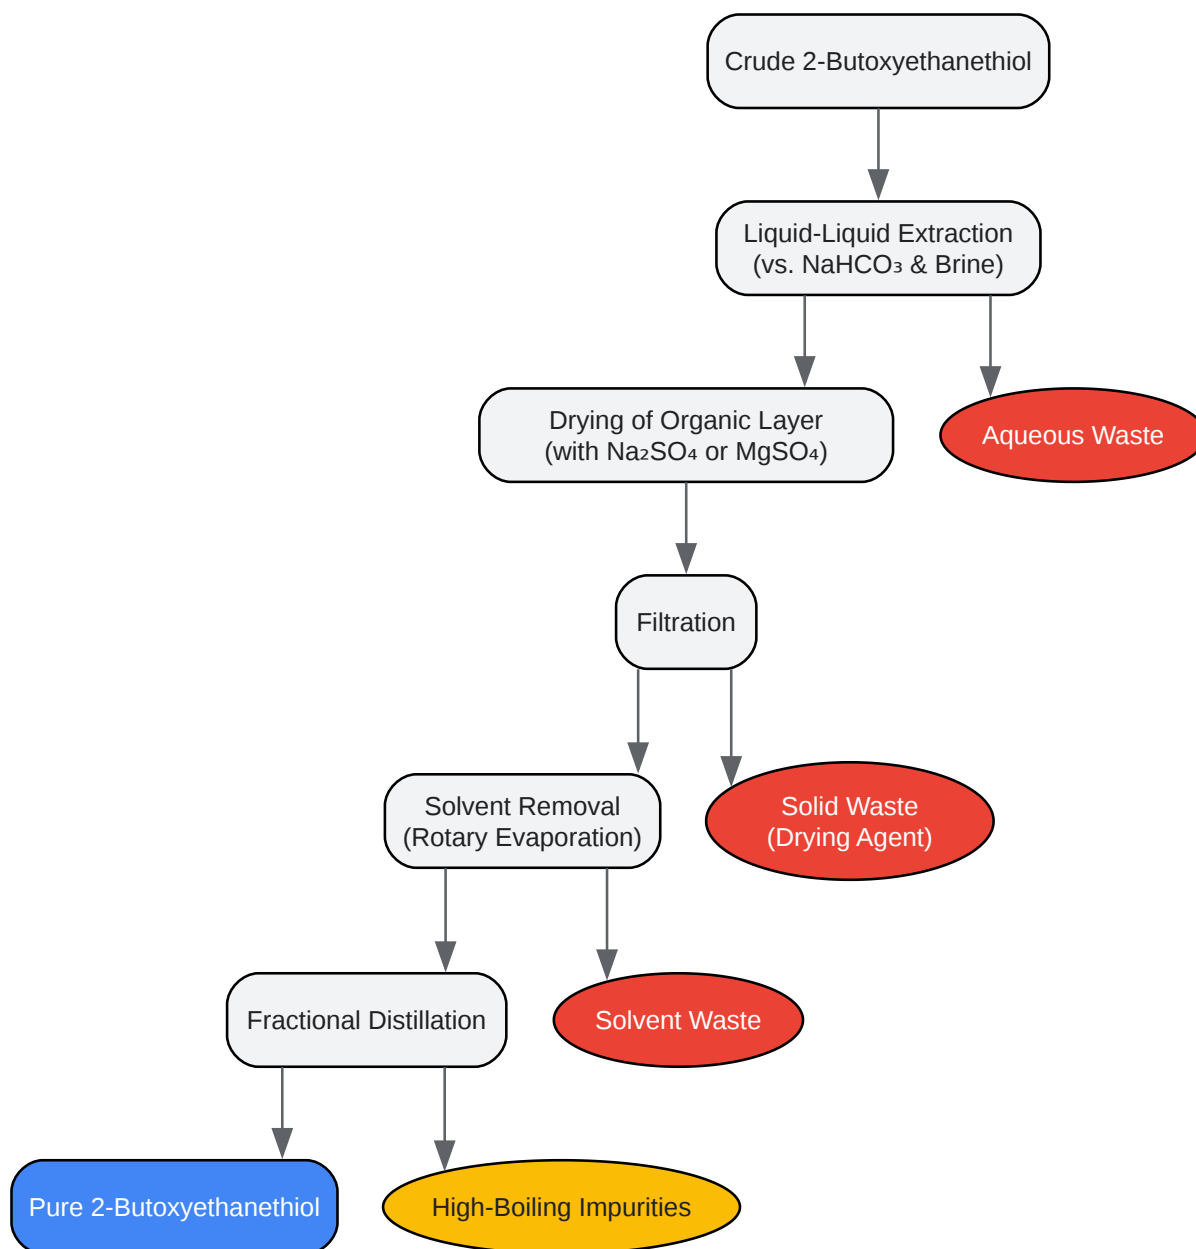 Crude 2-Butoxyethanethiol
Liquid-Liquid Extraction
(vs. NaHCO₃ & Brine)
Drying of Organic Layer
(with Na₂SO₄ or MgSO₄)
Aqueous Waste
Filtration
Solvent Removal
(Rotary Evaporation)
Solid Waste
(Drying Agent)
Fractional Distillation
Solvent Waste
Pure 2-Butoxyethanethiol
High-Boiling Impurities